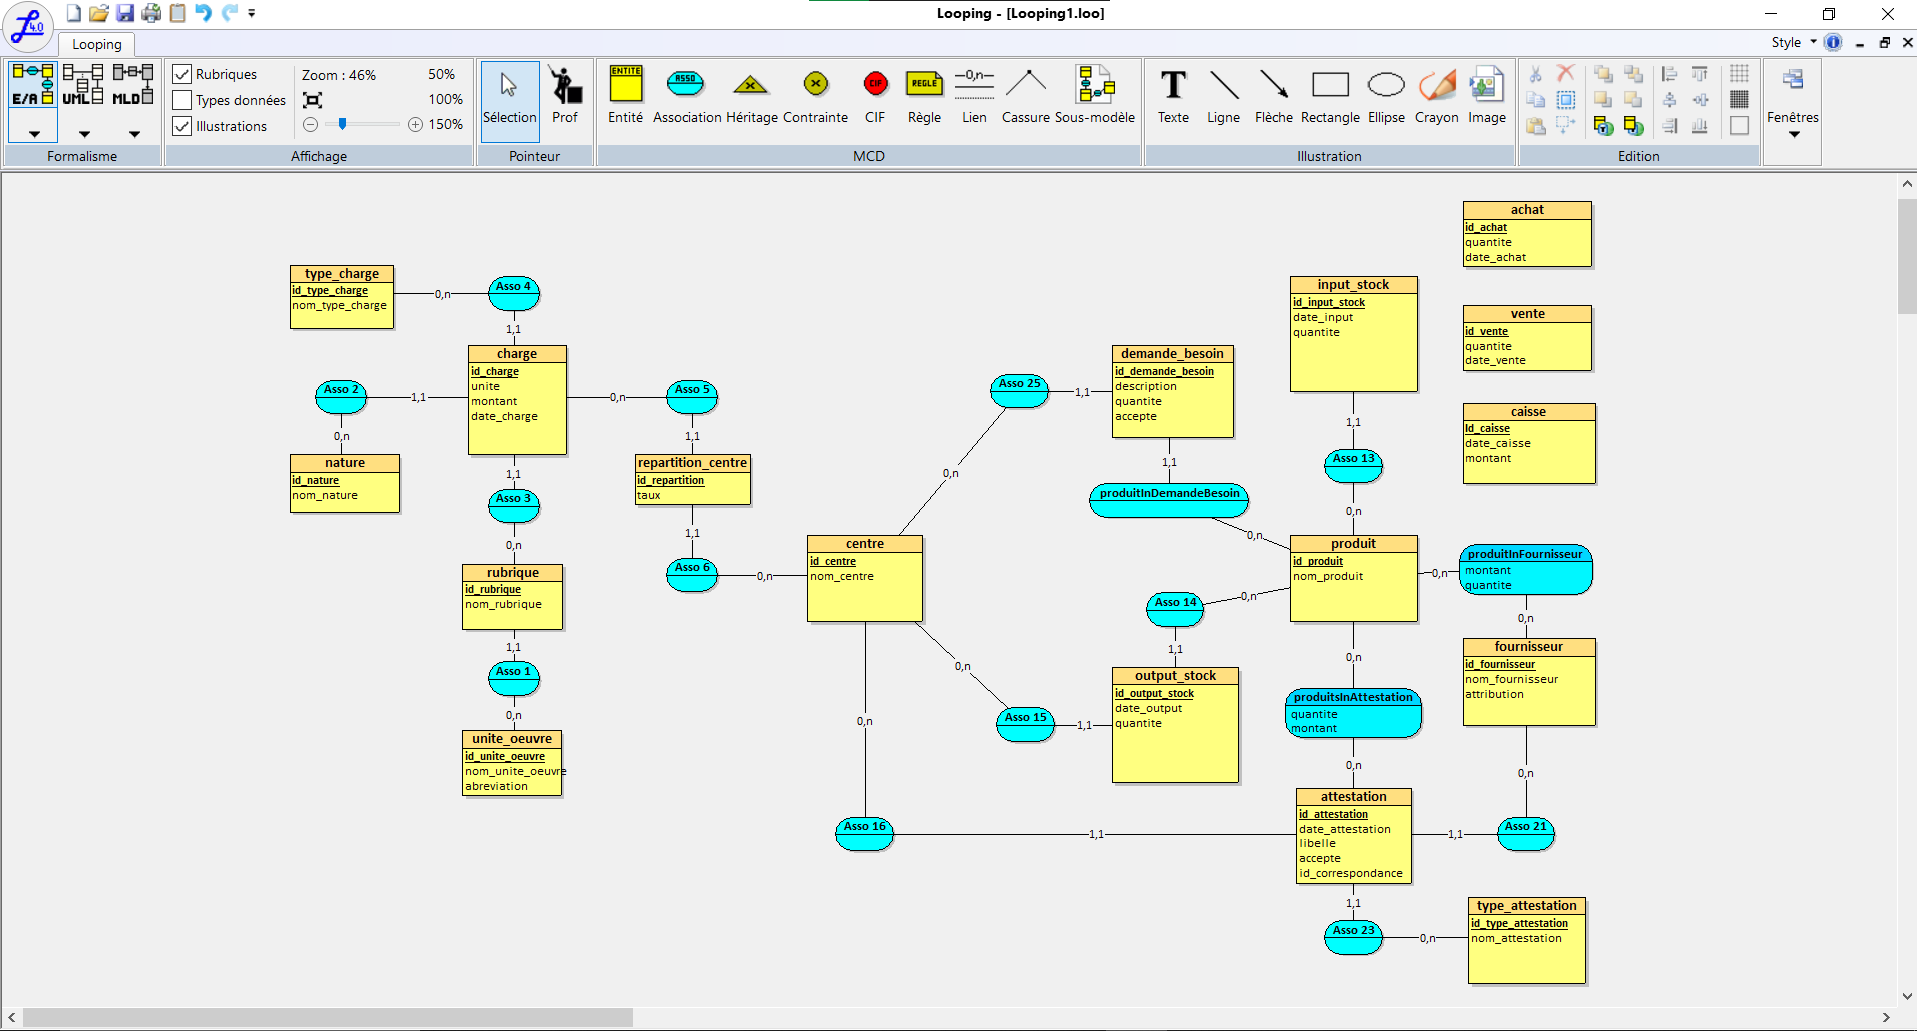 Looping - [Looping1.loo]
4.0
Looping
Style
E/A
UML
MLD
Formalisme
Rubriques
Types données
Illustrations
Zoom : 46%
50%
100%
150%
Affichage
Sélection
Prof
Pointeur
ENTITE
ASSO
CIF
REGLE
—0,n—
Entité
Association
Héritage
Contrainte
CIF
Règle
Lien
Cassure
Sous-modèle
MCD
Texte
Ligne
Flèche
Rectangle
Ellipse
Crayon
Image
Illustration
Edition
Fenêtres
achat
id_achat
quantite
date_achat
type_charge
id_type_charge
nom_type_charge
0,n
Asso 4
1,1
input_stock
id_input_stock
date_input
quantite
vente
id_vente
quantite
date_vente
charge
id_charge
unite
montant
date_charge
Asso 2
1,1
0,n
Asso 5
0,n
1,1
demande_besoin
id_demande_besoin
description
quantite
accepte
Asso 25
1,1
0,n
1,1
1,1
caisse
Id_caisse
date_caisse
montant
nature
id_nature
nom_nature
1,1
Asso 3
0,n
repartition_centre
id_repartition
taux
1,1
Asso 6
0,n
Asso 13
0,n
produitInDemandeBesoin
0,n
centre
id_centre
nom_centre
produit
id_produit
nom_produit
0,n
produitInFournisseur
montant
quantite
0,n
rubrique
id_rubrique
nom_rubrique
1,1
Asso 1
0,n
Asso 14
0,n
1,1
0,n
0,n
fournisseur
id_fournisseur
nom_fournisseur
attribution
output_stock
id_output_stock
date_output
quantite
Asso 15
1,1
0,n
produitsInAttestation
quantite
montant
0,n
unite_oeuvre
id_unite_oeuvre
nom_unite_oeuvre
abreviation
0,n
Asso 16
1,1
attestation
id_attestation
date_attestation
libelle
accepte
id_correspondance
1,1
Asso 21
1,1
Asso 23
0,n
type_attestation
id_type_attestation
nom_attestation